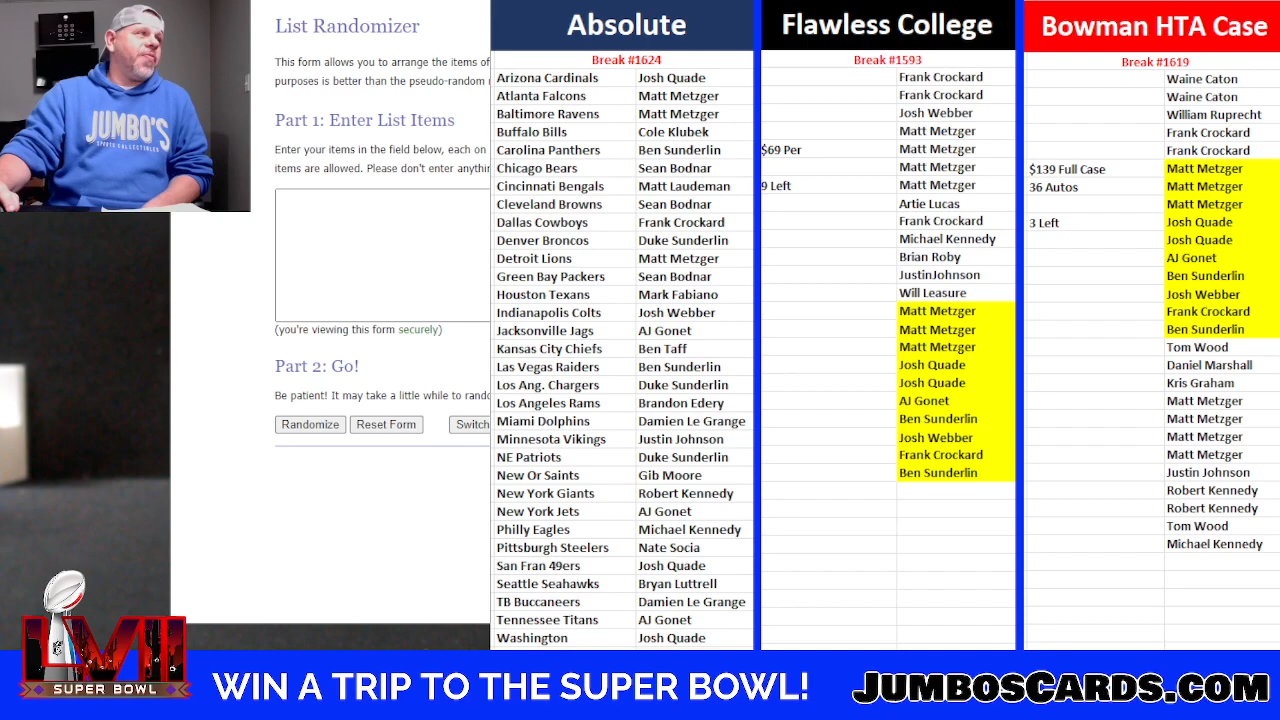 JUMBO'S
SPORTS COLLECTIBLES
List Randomizer
This form allows you to arrange the items of
purposes is better than the pseudo-random
Part 1: Enter List Items
Enter your items in the field below, each on
items are allowed. Please don't enter anythin
(you're viewing this form securely)
Part 2: Go!
Be patient! It may take a little while to rando
Randomize Reset Form Switch
Absolute
Break #1624
Arizona Cardinals Josh Quade
Atlanta Falcons Matt Metzger
Baltimore Ravens Matt Metzger
Buffalo Bills Cole Klubek
Carolina Panthers Ben Sunderlin
Chicago Bears Sean Bodnar
Cincinnati Bengals Matt Laudeman
Cleveland Browns Sean Bodnar
Dallas Cowboys Frank Crockard
Denver Broncos Duke Sunderlin
Detroit Lions Matt Metzger
Green Bay Packers Sean Bodnar
Houston Texans Mark Fabiano
Indianapolis Colts Josh Webber
Jacksonville Jags AJ Gonet
Kansas City Chiefs Ben Taff
Las Vegas Raiders Ben Sunderlin
Los Ang. Chargers Duke Sunderlin
Los Angeles Rams Brandon Edery
Miami Dolphins Damien Le Grange
Minnesota Vikings Justin Johnson
NE Patriots Duke Sunderlin
New Or Saints Gib Moore
New York Giants Robert Kennedy
New York Jets AJ Gonet
Philly Eagles Michael Kennedy
Pittsburgh Steelers Nate Socia
San Fran 49ers Josh Quade
Seattle Seahawks Bryan Luttrell
TB Buccaneers Damien Le Grange
Tennessee Titans AJ Gonet
Washington Josh Quade
Flawless College
Break #1593
Frank Crockard
Frank Crockard
Josh Webber
Matt Metzger
$69 Per Matt Metzger
Matt Metzger
9 Left Matt Metzger
Artie Lucas
Frank Crockard
Michael Kennedy
Brian Roby
JustinJohnson
Will Leasure
Matt Metzger
Matt Metzger
Matt Metzger
Josh Quade
Josh Quade
AJ Gonet
Ben Sunderlin
Josh Webber
Frank Crockard
Ben Sunderlin
Bowman HTA Case
Break #1619
Waine Caton
Waine Caton
William Ruprecht
Frank Crockard
Frank Crockard
$139 Full Case Matt Metzger
36 Autos Matt Metzger
Matt Metzger
3 Left Josh Quade
Josh Quade
AJ Gonet
Ben Sunderlin
Josh Webber
Frank Crockard
Ben Sunderlin
Tom Wood
Daniel Marshall
Kris Graham
Matt Metzger
Matt Metzger
Matt Metzger
Matt Metzger
Justin Johnson
Robert Kennedy
Robert Kennedy
Tom Wood
Michael Kennedy
LVII
SUPER BOWL
WIN A TRIP TO THE SUPER BOWL!
JUMBOSCARDS.COM